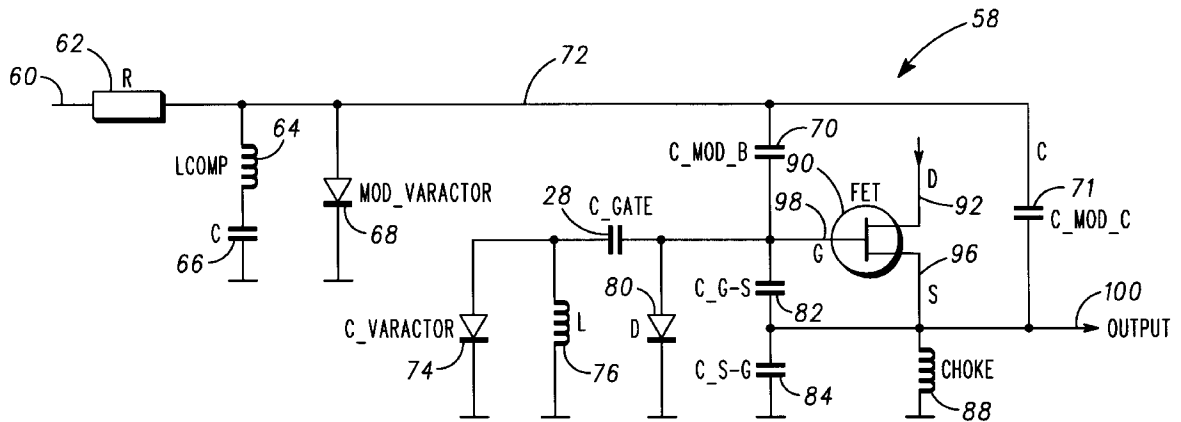 58
62
60
R
72
64
LCOMP
C
66
MOD_VARACTOR
68
70
C_MOD_B
90
FET
D
92
C
71
C_MOD_C
28
C_GATE
98
G
96
S
80
C_G-S
82
100
OUTPUT
C_VARACTOR
74
L
76
D
C_S-G
84
CHOKE
88